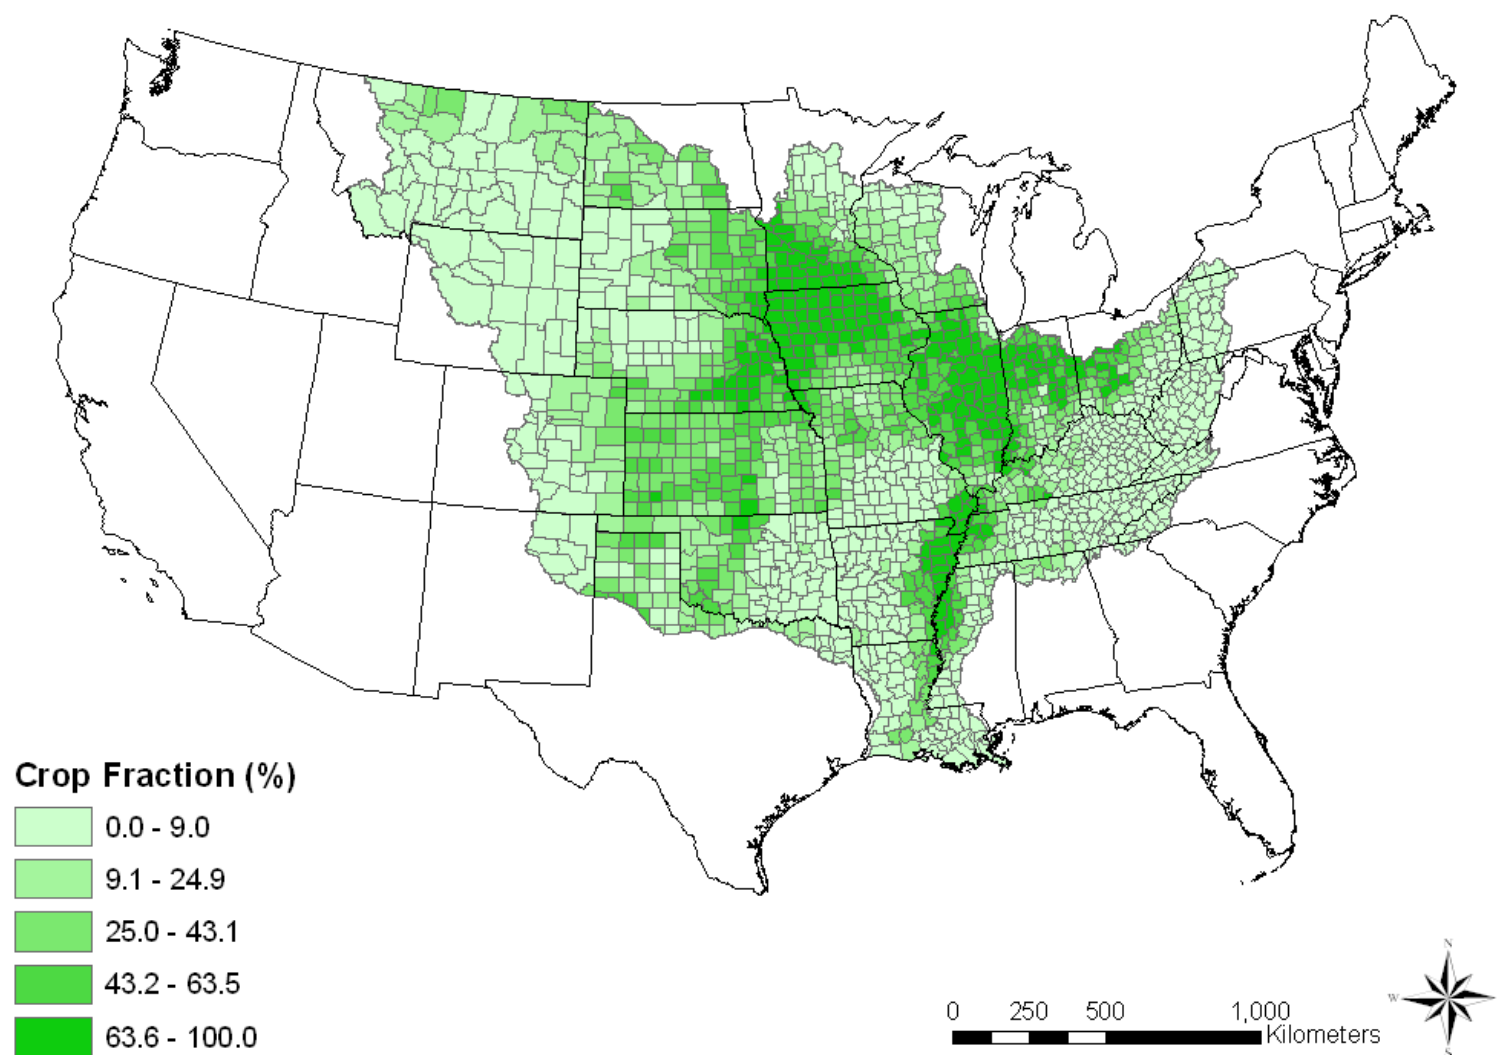 Crop Fraction (%)
0.0 - 9.0
9.1 - 24.9
25.0 - 43.1
43.2 - 63.5
63.6 - 100.0
0 250 500 1,000
Kilometers
N
W
S